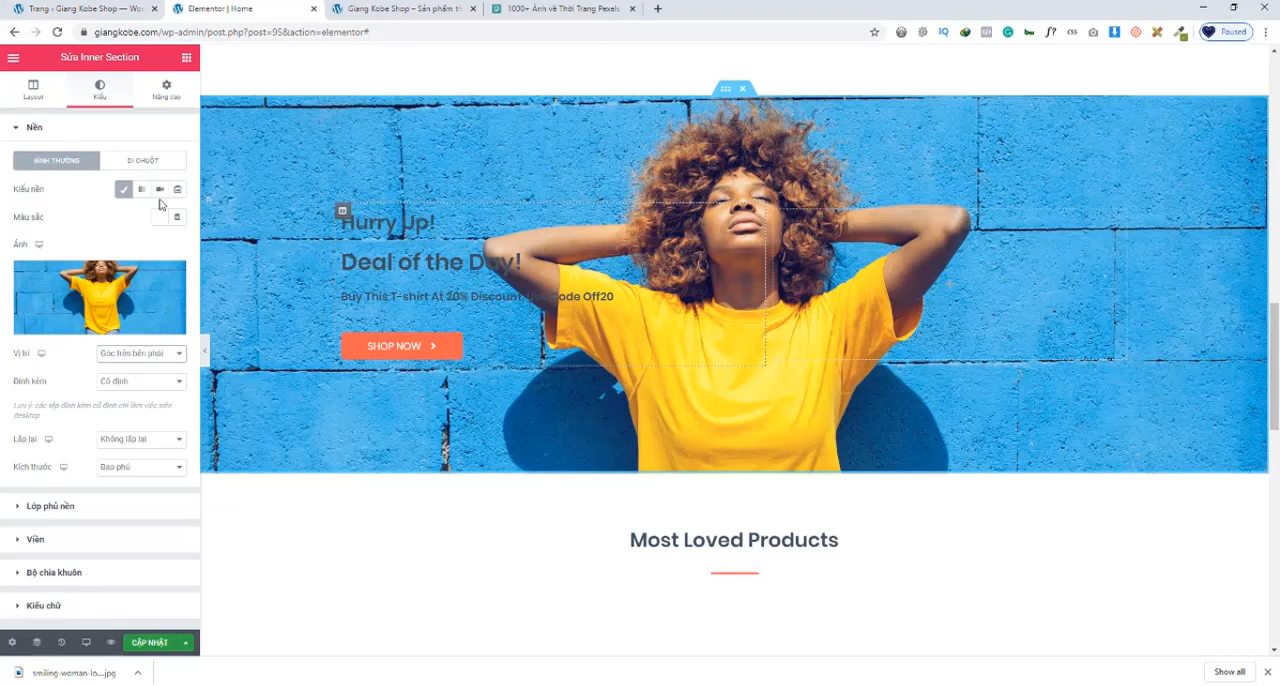 Trang ‹ Giang Kobe Shop — Wor
Elementor | Home
Giang Kobe Shop – Sản phẩm th
1000+ Ảnh về Thời Trang Pexels
giangkobe.com/wp-admin/post.php?post=95&action=elementor#
Paused
Sửa Inner Section
Layout
Kiểu
Nâng cao
Nền
BÌNH THƯỜNG
DI CHUỘT
Kiểu nền
Màu sắc
Ảnh
Vị trí
Góc trên bên phải
Đính kèm
Cố định
Lưu ý: các tệp đính kèm cố định chỉ làm việc trên
desktop
Lặp lại
Không lặp lại
Kích thước
Bao phủ
Lớp phủ nền
Viền
Bộ chia khuôn
Kiểu chữ
CẬP NHẬT
Hurry Up!
Deal of the Day!
Buy This T-shirt At 20% Discount, Use Code Off20
SHOP NOW
Most Loved Products
smiling-woman-lo....jpg
Show all